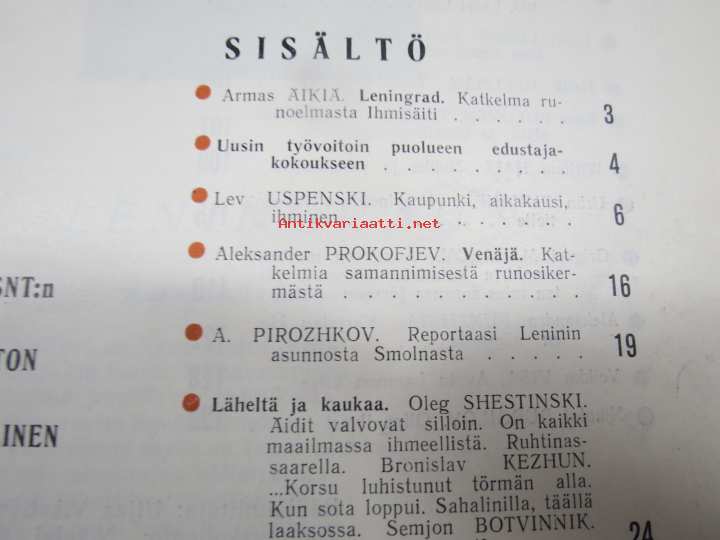 SISÄLTÖ
Armas ÄIKIÄ. Leningrad. Katkelma ru-
noelmasta Ihmisäiti . . . . . . 3
Uusin työvoitoin puolueen edustaja-
kokoukseen . . . . . . . . . 4
Lev USPENSKI. Kaupunki, aikakausi,
ihminen . . . . . . . . . . 6
Antikvariaatti.net
Aleksander PROKOFJEV. Venäjä. Kat-
kelmia samannimisestä runosiker-
mästä . . . . . . . . . . . 16
A. PIROZHKOV. Reportaasi Leninin
asunnosta Smolnasta . . . . . 19
Läheltä ja kaukaa. Oleg SHESTINSKI.
Äidit valvovat silloin. On kaikki
maailmassa ihmeellistä. Ruhtinas-
saarella. Bronislav KEZHUN.
...Korsu luhistunut törmän alla.
Kun sota loppui. Sahalinilla, täällä
laaksossa. Semjon BOTVINNIK. 24
SNT:n
TON
INEN